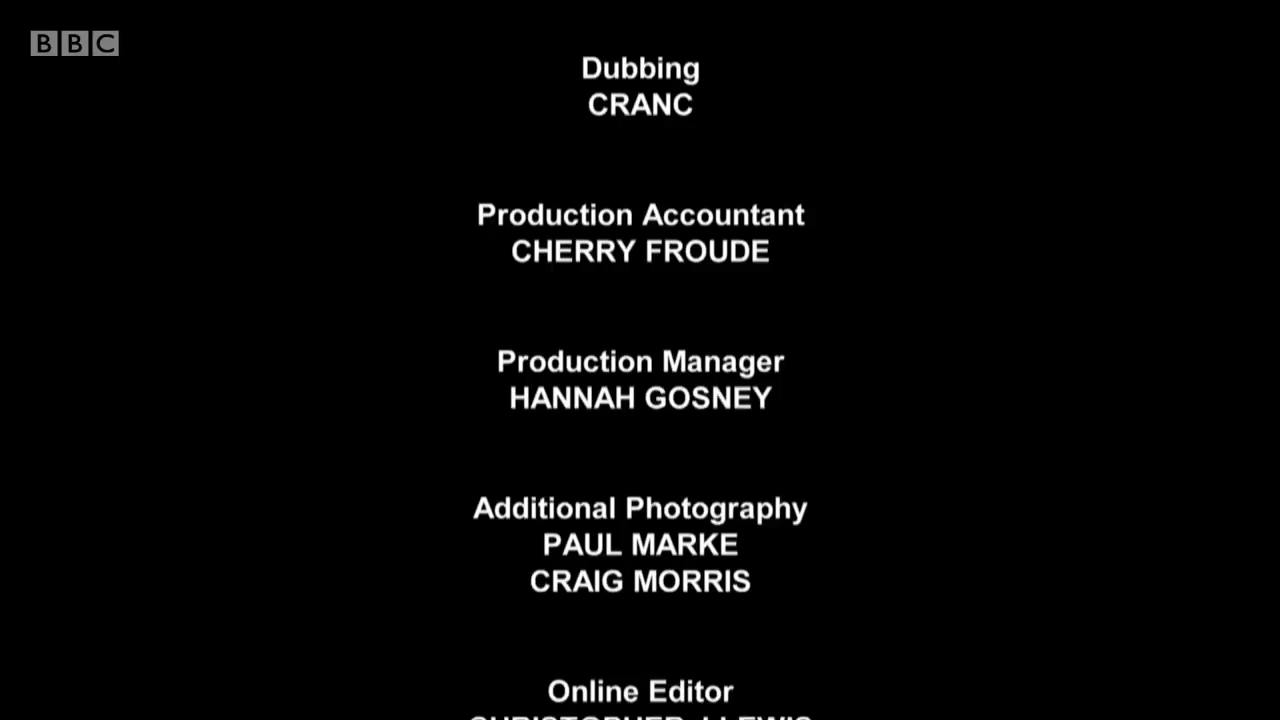 BBC
Dubbing
CRANC
Production Accountant
CHERRY FROUDE
Production Manager
HANNAH GOSNEY
Additional Photography
PAUL MARKE
CRAIG MORRIS
Online Editor